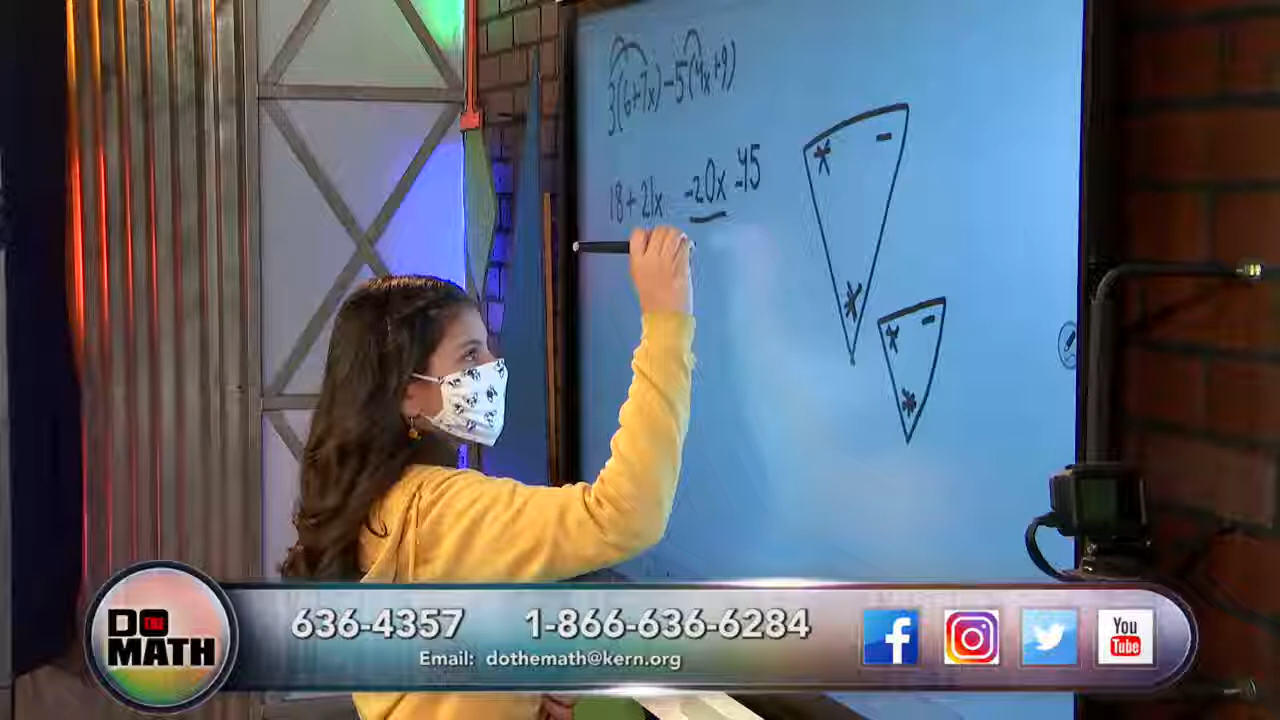 3(6+7x)-5(4x+9)
18+21x -20x -45
* -
*
* -
*
DO THE MATH
636-4357 1-866-636-6284
Email: dothemath@kern.org
f
You Tube